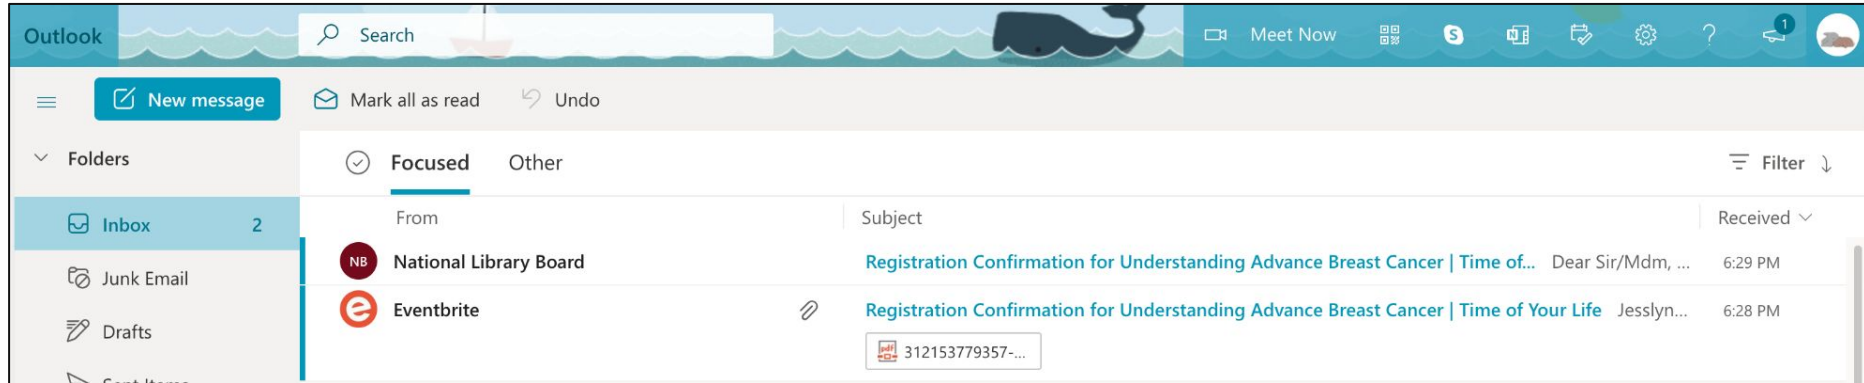 Outlook
Search
Meet Now
1
New message
Mark all as read
Undo
Folders
Focused
Other
Filter
Inbox 2
From
Subject
Received
NB
National Library Board
Registration Confirmation for Understanding Advance Breast Cancer | Time of... Dear Sir/Mdm, ...
6:29 PM
Junk Email
Eventbrite
Registration Confirmation for Understanding Advance Breast Cancer | Time of Your Life Jesslyn...
6:28 PM
Drafts
pdf
312153779357-...
Sent Items